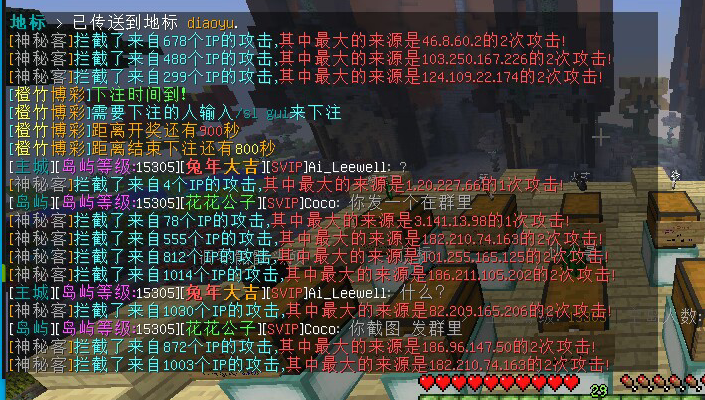 地标 > 已传送到地标 diaoyu.
[神秘客]拦截了来自678个IP的攻击,其中最大的来源是46.8.60.2的2次攻击!
[神秘客]拦截了来自488个IP的攻击,其中最大的来源是103.250.167.226的2次攻击!
[神秘客]拦截了来自299个IP的攻击,其中最大的来源是124.109.22.174的2次攻击!
[橙竹博彩]下注时间到!
[橙竹博彩]需要下注的人输入/sl gui来下注
[橙竹博彩]距离开奖还有900秒
[橙竹博彩]距离结束下注还有800秒
[主城][岛屿等级:15305][兔年大吉][SVIP]Ai_Leewell: ?
[神秘客]拦截了来自4个IP的攻击,其中最大的来源是1.20.227.66的1次攻击!
[岛屿][岛屿等级:15305][花花公子][SVIP]Coco: 你发一个在群里
[神秘客]拦截了来自78个IP的攻击,其中最大的来源是3.141.13.98的1次攻击!
[神秘客]拦截了来自555个IP的攻击,其中最大的来源是182.210.74.163的2次攻击!
[神秘客]拦截了来自812个IP的攻击,其中最大的来源是101.255.165.125的2次攻击!
[神秘客]拦截了来自1014个IP的攻击,其中最大的来源是186.211.105.202的2次攻击!
[主城][岛屿等级:15305][兔年大吉][SVIP]Ai_Leewell: 什么?
[神秘客]拦截了来自1030个IP的攻击,其中最大的来源是82.209.165.206的2次攻击!
人数:
[岛屿][岛屿等级:15305][花花公子][SVIP]Coco: 你截图 发群里
[神秘客]拦截了来自872个IP的攻击,其中最大的来源是186.96.147.50的2次攻击!
[神秘客]拦截了来自1003个IP的攻击,其中最大的来源是182.210.74.163的2次攻击!
29